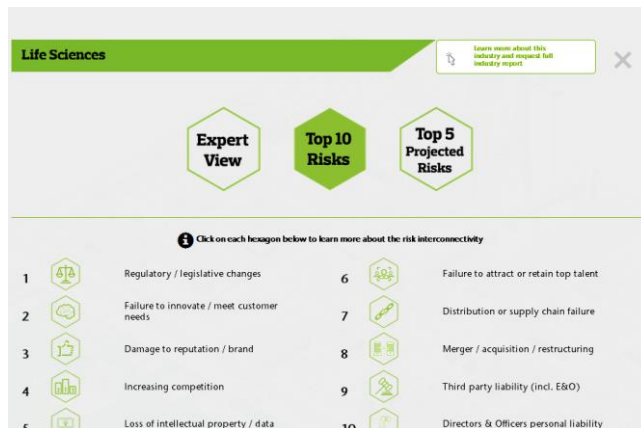 Life Sciences
Learn more about this
industry and request full
industry report
Expert
View
Top 10
Risks
Top 5
Projected
Risks
Click on each hexagon below to learn more about the risk interconnectivity
1 Regulatory / legislative changes
2 Failure to innovate / meet customer
needs
3 Damage to reputation / brand
4 Increasing competition
5 Loss of intellectual property / data
6 Failure to attract or retain top talent
7 Distribution or supply chain failure
8 Merger / acquisition / restructuring
9 Third party liability (incl. E&O)
10 Directors & Officers personal liability